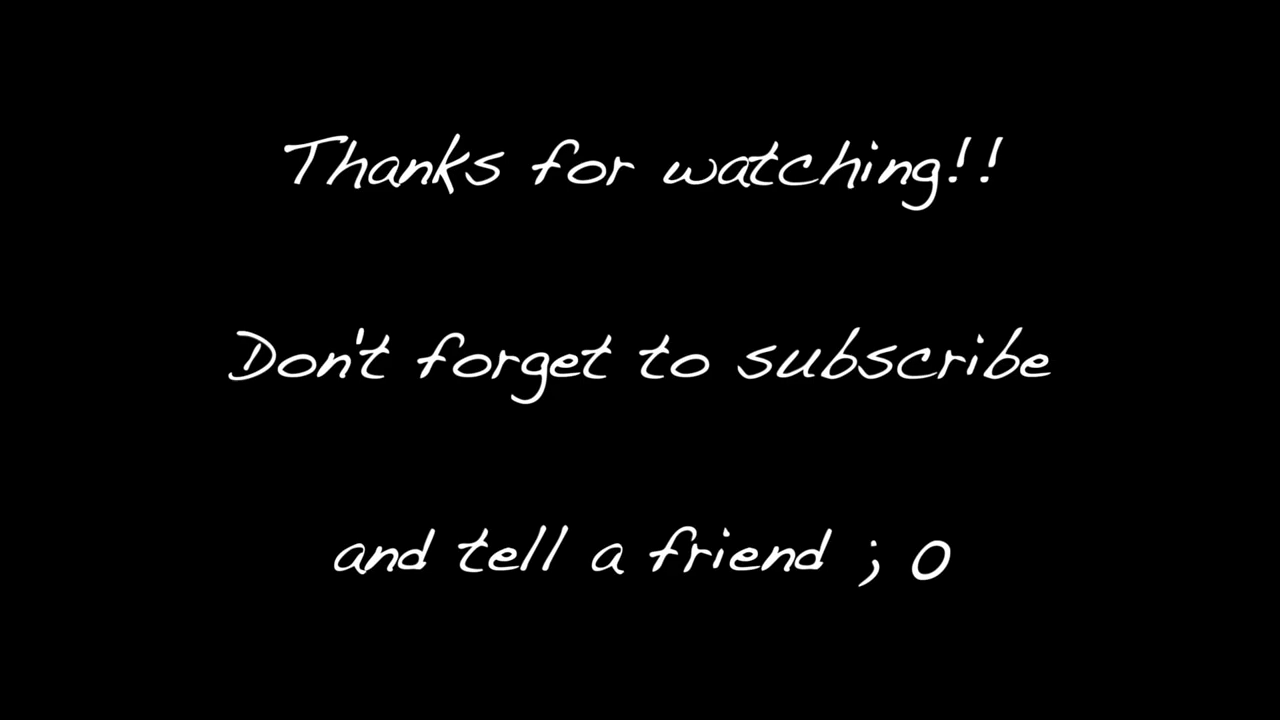 Thanks for watching!!
Don't forget to subscribe
and tell a friend ; 0